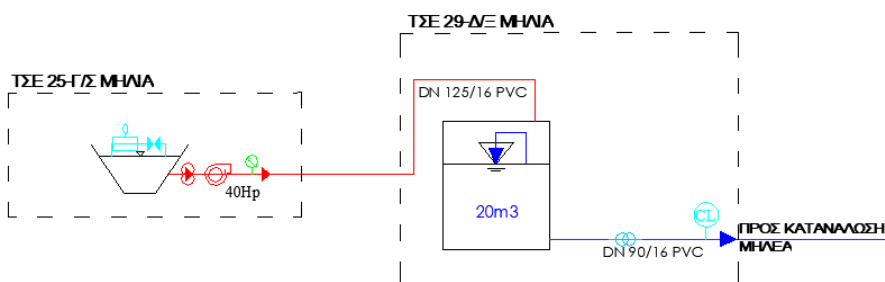 ΤΣΕ 29-Δ/Ξ ΜΗΛΙΑ
ΤΣΕ 25-Γ/Σ ΜΗΛΙΑ
DN 125/16 PVC
40Hp
20m3
CL
ΠΡΟΣ ΚΑΤΑΝΑΛΩΣΗ
ΜΗΛΕΑ
DN 90/16 PVC